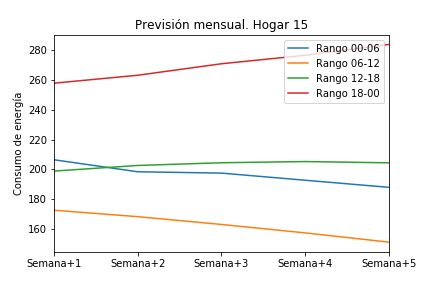 Previsión mensual. Hogar 15
Consumo de energía
280
260
240
220
200
180
160
Rango 00-06
Rango 06-12
Rango 12-18
Rango 18-00
Semana+1
Semana+2
Semana+3
Semana+4
Semana+5